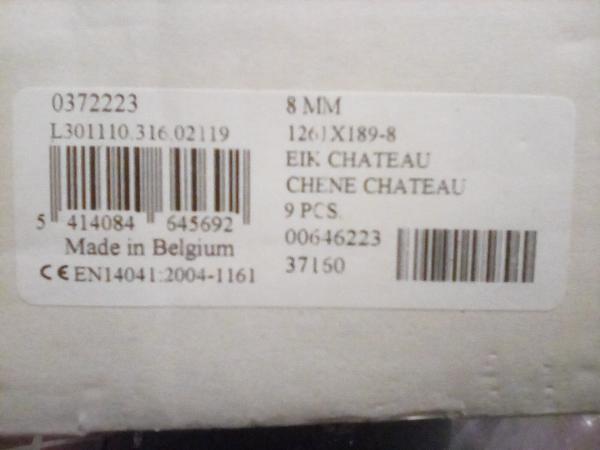 0372223
L301110.316.02119
5 414084 645692
Made in Belgium
CE EN14041:2004-1161
8 MM
1261X189-8
EIK CHATEAU
CHENE CHATEAU
9 PCS.
00646223
37160